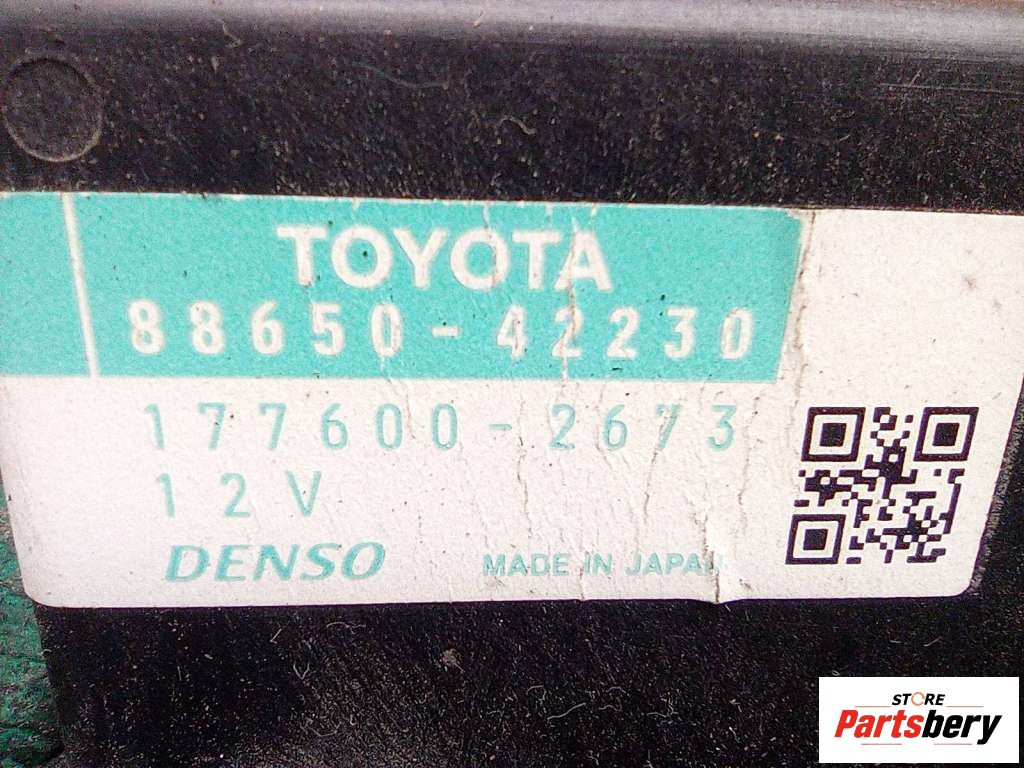 TOYOTA
88650-42230
177600-2673
12V
DENSO
MADE IN JAPAN
STORE
Partsbery